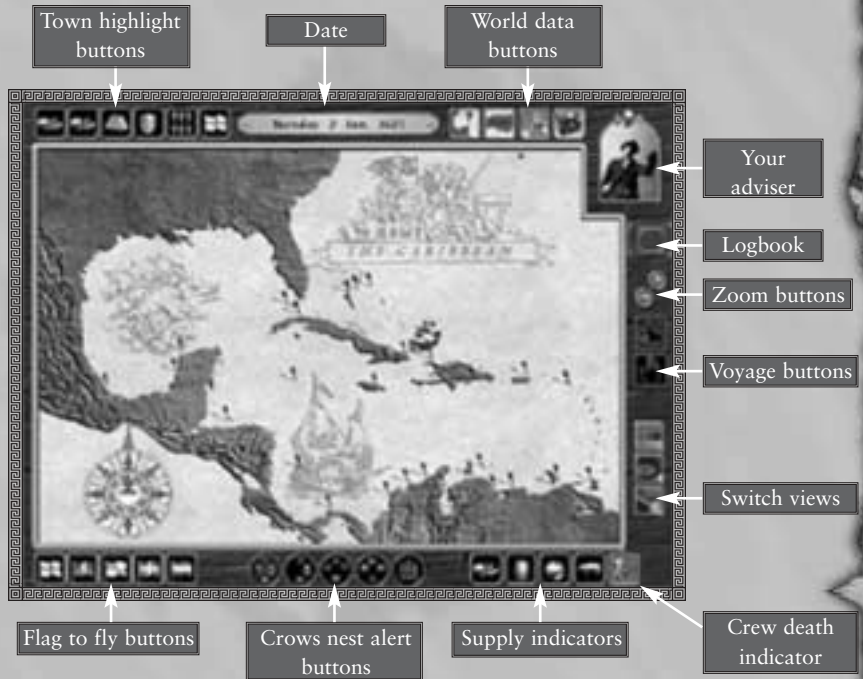 Town highlight
buttons
Date
World data
buttons
Your
adviser
THE CARIBBEAN
Logbook
Zoom buttons
Voyage buttons
Switch views
Flag to fly buttons
Crows nest alert
buttons
Supply indicators
Crew death
indicator